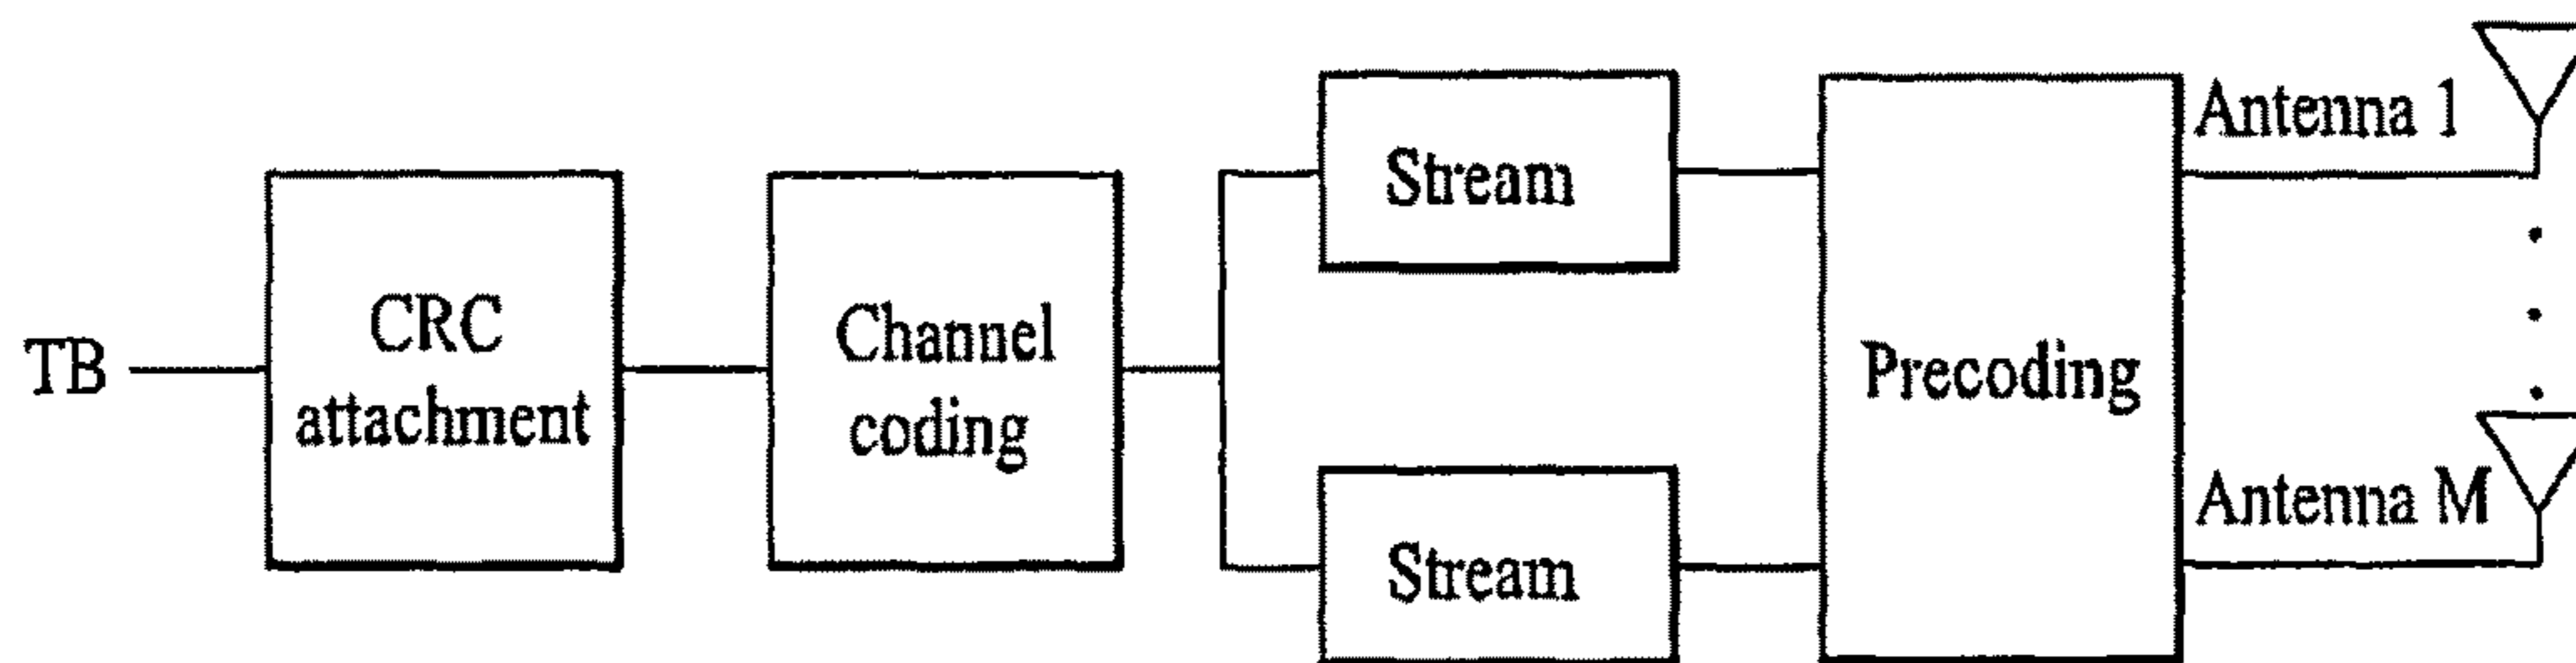 TB
CRC
attachment
Channel
coding
Stream
Stream
Precoding
Antenna 1
Antenna M